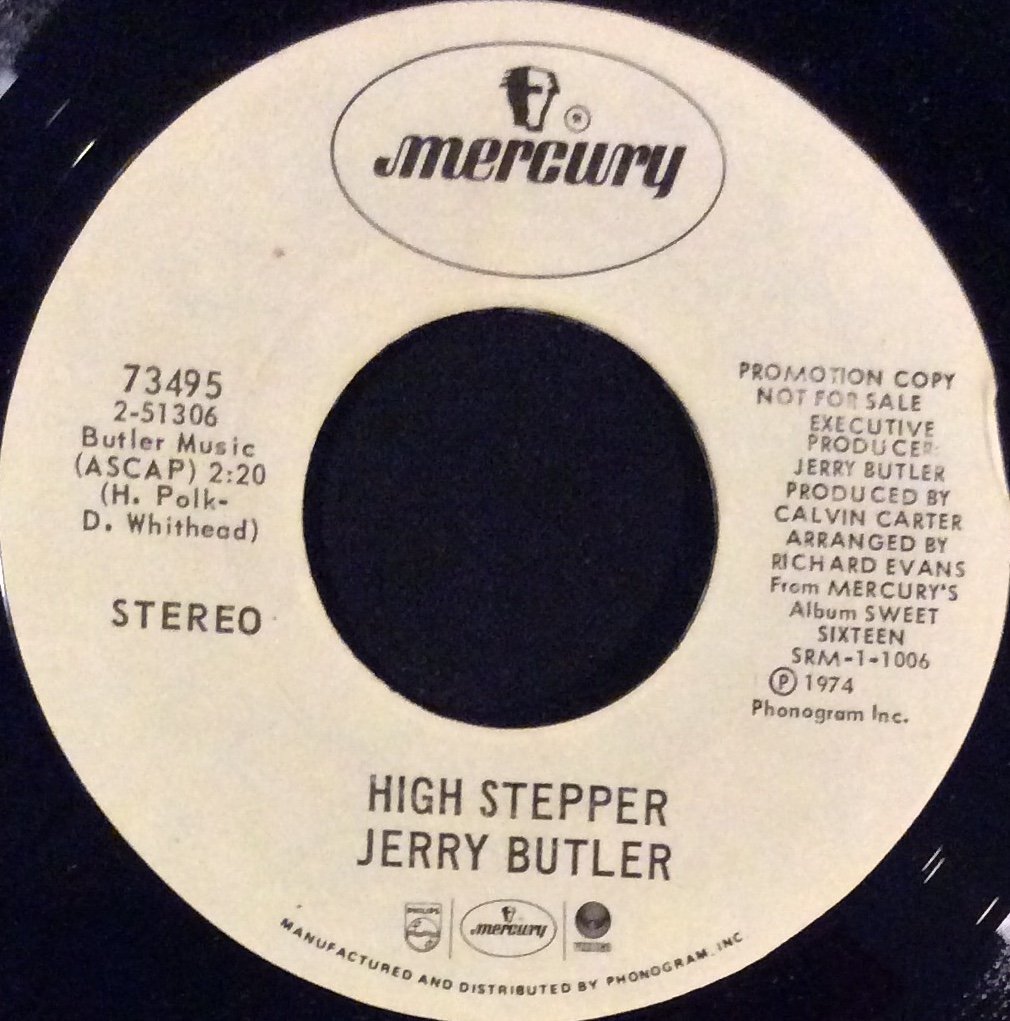 mercury
73495
2-51306
Butler Music
(ASCAP) 2:20
(H. Polk-
D. Whithead)
STEREO
PROMOTION COPY
NOT FOR SALE
EXECUTIVE
PRODUCER
JERRY BUTLER
PRODUCED BY
CALVIN CARTER
ARRANGED BY
RICHARD EVANS
From MERCURY'S
Album SWEET
SIXTEEN
SRM-1-1006
Ⓟ 1974
Phonogram Inc.
HIGH STEPPER
JERRY BUTLER
PHILIPS
mercury
MANUFACTURED AND DISTRIBUTED BY PHONOGRAM, INC